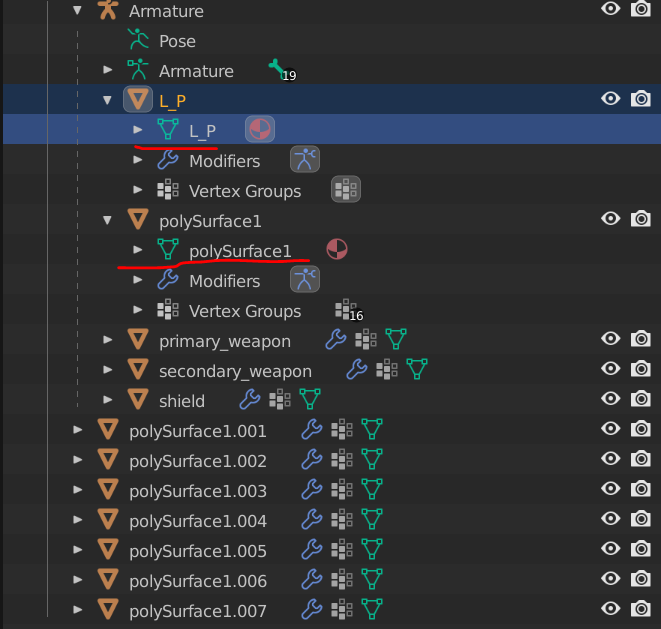 Armature
Pose
Armature 19
L_P
L_P
Modifiers
Vertex Groups
polySurface1
polySurface1
Modifiers
Vertex Groups 16
primary_weapon
secondary_weapon
shield
polySurface1.001
polySurface1.002
polySurface1.003
polySurface1.004
polySurface1.005
polySurface1.006
polySurface1.007